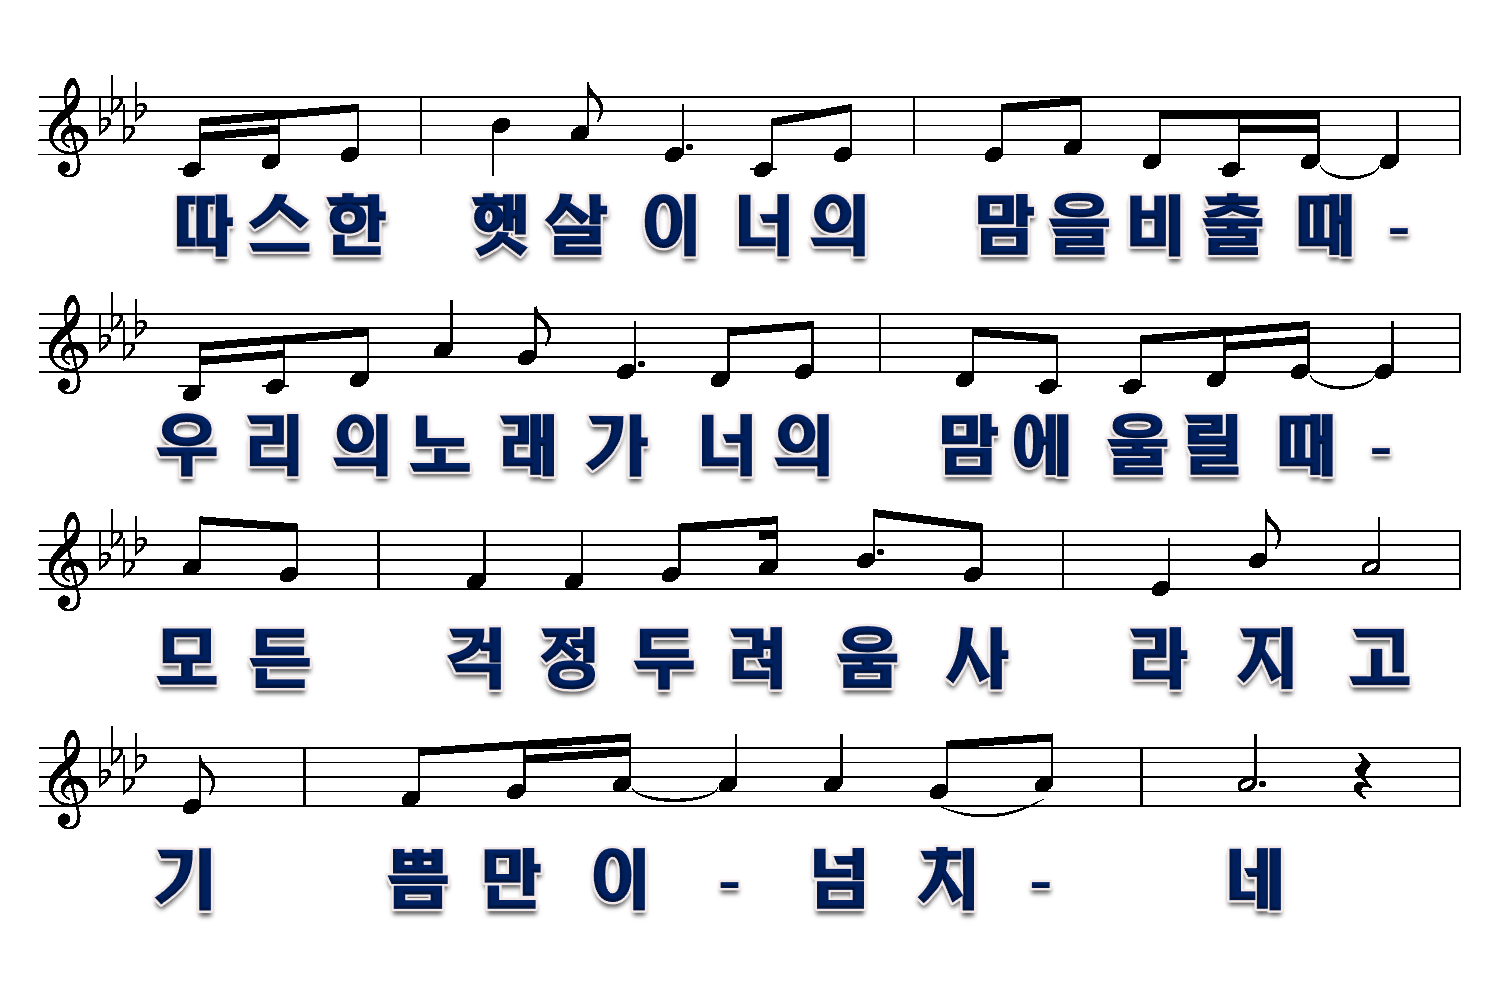 따스한 햇살 이 너의 맘을비출 때 -
우 리 의노 래 가 너의 맘에 울릴 때 -
모 든 걱 정 두 려 움 사 라 지 고
기 쁨 만 이 - 넘 치 - 네